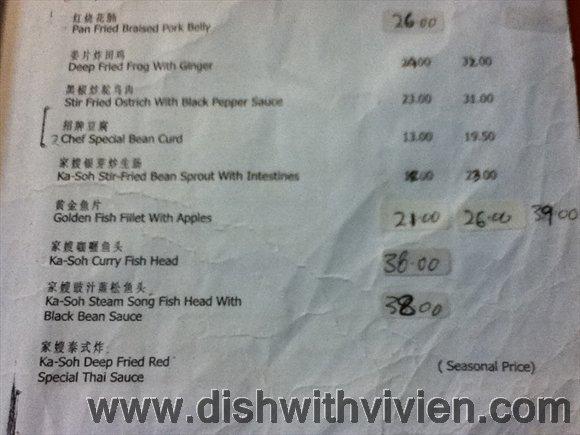 红烧花腩
Pan Fried Braised Pork Belly 26.00
姜片炸田鸡
Deep Fried Frog With Ginger 32.00
黑椒炒鸵鸟肉
Stir Fried Ostrich With Black Pepper Sauce 23.00 31.00
招牌豆腐
Chef Special Bean Curd 13.00 19.50
家嫂银芽炒生肠
Ka-Soh Stir-Fried Bean Sprout With Intestines 23.00
黄金鱼片
Golden Fish Fillet With Apples 21.00 26.00 39.00
家嫂咖喱鱼头
Ka-Soh Curry Fish Head 36.00
家嫂豉汁蒸松鱼头
Ka-Soh Steam Song Fish Head With 38.00
Black Bean Sauce
家嫂泰式炸
Ka-Soh Deep Fried Red (Seasonal Price)
Special Thai Sauce
www.dishwithvivien.com